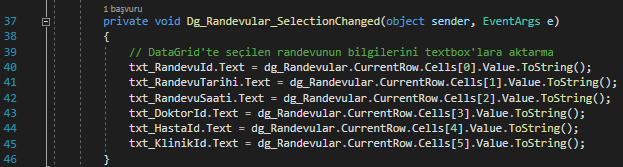 1 başvuru
37 private void Dg_Randevular_SelectionChanged(object sender, EventArgs e)
38 {
39 // DataGrid'te seçilen randevunun bilgilerini textbox'lara aktarma
40 txt_RandevuId.Text = dg_Randevular.CurrentRow.Cells[0].Value.ToString();
41 txt_RandevuTarihi.Text = dg_Randevular.CurrentRow.Cells[1].Value.ToString();
42 txt_RandevuSaati.Text = dg_Randevular.CurrentRow.Cells[2].Value.ToString();
43 txt_DoktorId.Text = dg_Randevular.CurrentRow.Cells[3].Value.ToString();
44 txt_HastaId.Text = dg_Randevular.CurrentRow.Cells[4].Value.ToString();
45 txt_KlinikId.Text = dg_Randevular.CurrentRow.Cells[5].Value.ToString();
46 }